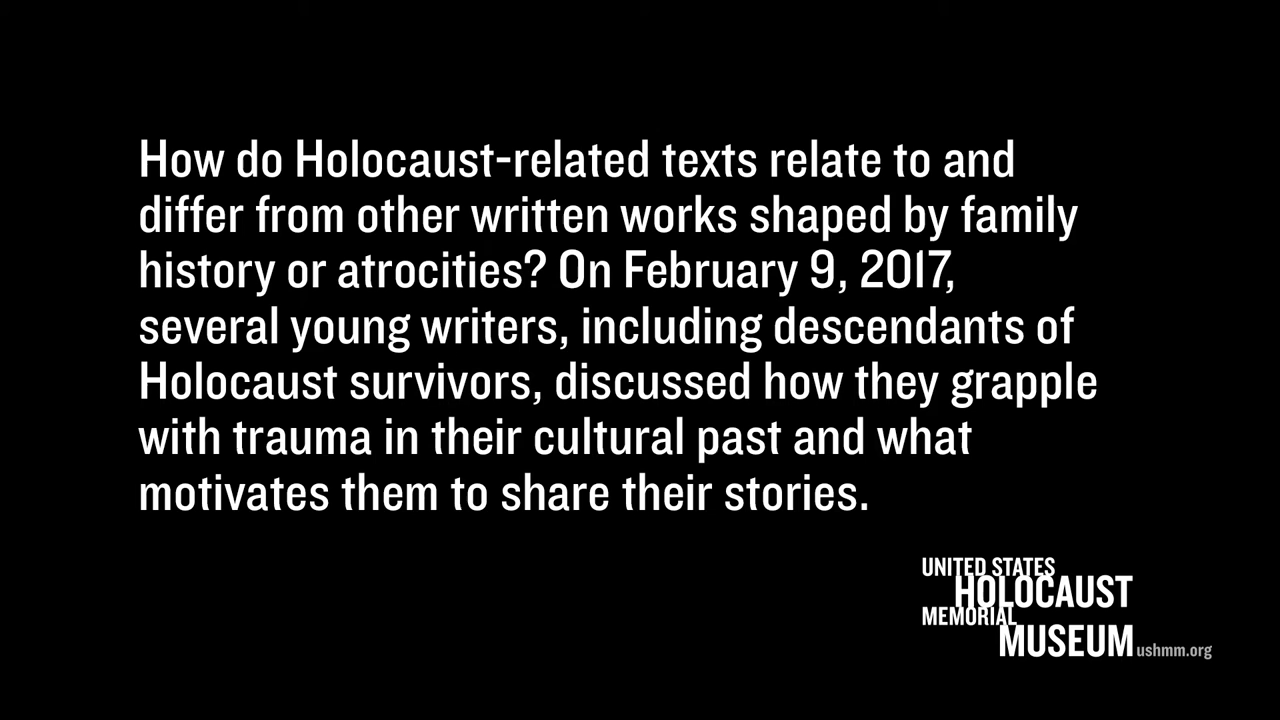 How do Holocaust-related texts relate to and
differ from other written works shaped by family
history or atrocities? On February 9, 2017,
several young writers, including descendants of
Holocaust survivors, discussed how they grapple
with trauma in their cultural past and what
motivates them to share their stories.
UNITED STATES
HOLOCAUST
MEMORIAL
MUSEUM ushmm.org